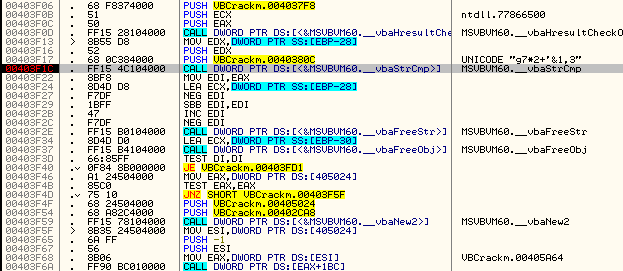 00403F06 . 68 F8374000 PUSH VBCrackm.004037F8
00403F0B . 51 PUSH ECX ntdll.77866500
00403F0C . 50 PUSH EAX
00403F0D . FF15 28104000 CALL DWORD PTR DS:[<&MSVBVM60.__vbaHresultChe MSVBVM60.__vbaHresultCheckO
00403F13 > 8B55 D8 MOV EDX,DWORD PTR SS:[EBP-28]
00403F16 . 52 PUSH EDX
00403F17 . 68 0C384000 PUSH VBCrackm.0040380C UNICODE "g7*2+'&1,3"
00403F1C . FF15 4C104000 CALL DWORD PTR DS:[<&MSVBVM60.__vbaStrCmp>] MSVBVM60.__vbaStrCmp
00403F22 . 8BF8 MOV EDI,EAX
00403F24 . 8D4D D8 LEA ECX,DWORD PTR SS:[EBP-28]
00403F27 . F7DF NEG EDI
00403F29 . 1BFF SBB EDI,EDI
00403F2B . 47 INC EDI
00403F2C . F7DF NEG EDI
00403F2E . FF15 B0104000 CALL DWORD PTR DS:[<&MSVBVM60.__vbaFreeStr>] MSVBVM60.__vbaFreeStr
00403F34 . 8D4D D0 LEA ECX,DWORD PTR SS:[EBP-30]
00403F37 . FF15 B4104000 CALL DWORD PTR DS:[<&MSVBVM60.__vbaFreeObj>] MSVBVM60.__vbaFreeObj
00403F3D . 66:85FF TEST DI,DI
00403F40 . 0F84 8B000000 JE VBCrackm.00403FD1
00403F46 . A1 24504000 MOV EAX,DWORD PTR DS:[405024]
00403F4B . 85C0 TEST EAX,EAX
00403F4D . 75 10 JNZ SHORT VBCrackm.00403F5F
00403F4F . 68 24504000 PUSH VBCrackm.00405024
00403F54 . 68 A82C4000 PUSH VBCrackm.00402CA8
00403F59 . FF15 78104000 CALL DWORD PTR DS:[<&MSVBVM60.__vbaNew2>] MSVBVM60.__vbaNew2
00403F5F > 8B35 24504000 MOV ESI,DWORD PTR DS:[405024]
00403F65 . 6A FF PUSH -1
00403F67 . 56 PUSH ESI
00403F68 . 8B06 MOV EAX,DWORD PTR DS:[ESI] VBCrackm.00405A64
00403F6A . FF90 BC010000 CALL DWORD PTR DS:[EAX+1BC]